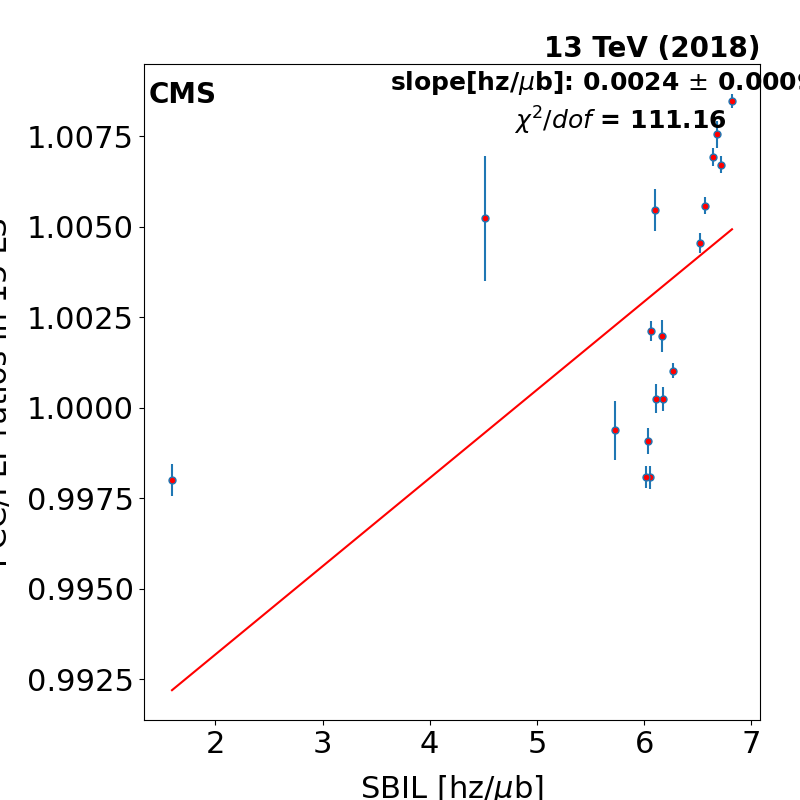 13 TeV (2018)
CMS
slope[hz/μb]: 0.0024 ± 0.0009
χ²/dof = 111.16
1.0075
1.0050
1.0025
1.0000
0.9975
0.9950
0.9925
2 3 4 5 6 7
SBIL [hz/μb]